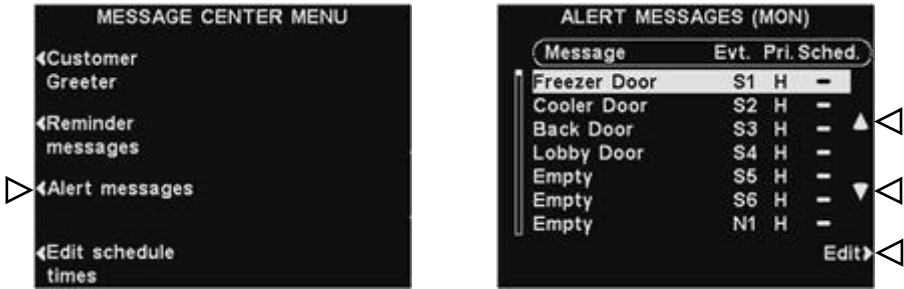 MESSAGE CENTER MENU
Customer
Greeter
Reminder
messages
Alert messages
Edit schedule
times
ALERT MESSAGES (MON)
Message Evt. Pri. Sched.
Freezer Door S1 H –
Cooler Door S2 H –
Back Door S3 H –
Lobby Door S4 H –
Empty S5 H –
Empty S6 H –
Empty N1 H –
Edit